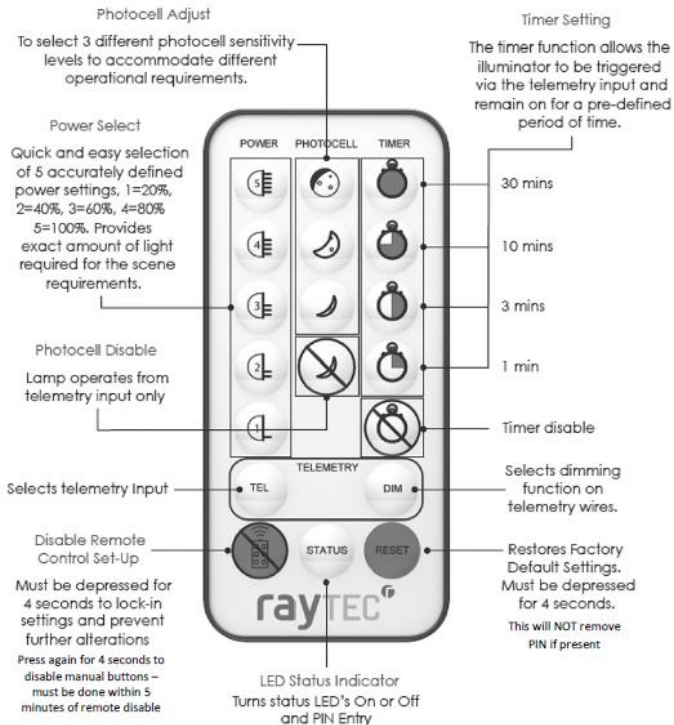 Photocell Adjust
To select 3 different photocell sensitivity
levels to accommodate different
operational requirements.
Timer Setting
The timer function allows the
illuminator to be triggered
via the telemetry input and
remain on for a pre-defined
period of time.
Power Select
Quick and easy selection
of 5 accurately defined
power settings, 1=20%,
2=40%, 3=60%, 4=80%
5=100%. Provides
exact amount of light
required for the scene
requirements.
Photocell Disable
Lamp operates from
telemetry input only
Selects telemetry Input
Disable Remote
Control Set-Up
Must be depressed for
4 seconds to lock-in
settings and prevent
further alterations
Press again for 4 seconds to
disable manual buttons –
must be done within 5
minutes of remote disable
POWER PHOTOCELL TIMER
5
4
3
2
1
TELEMETRY
TEL DIM
STATUS RESET
rayTEC
30 mins
10 mins
3 mins
1 min
Timer disable
Selects dimming
function on
telemetry wires.
Restores Factory
Default Settings.
Must be depressed
for 4 seconds.
This will NOT remove
PIN if present
LED Status Indicator
Turns status LED's On or Off
and PIN Entry